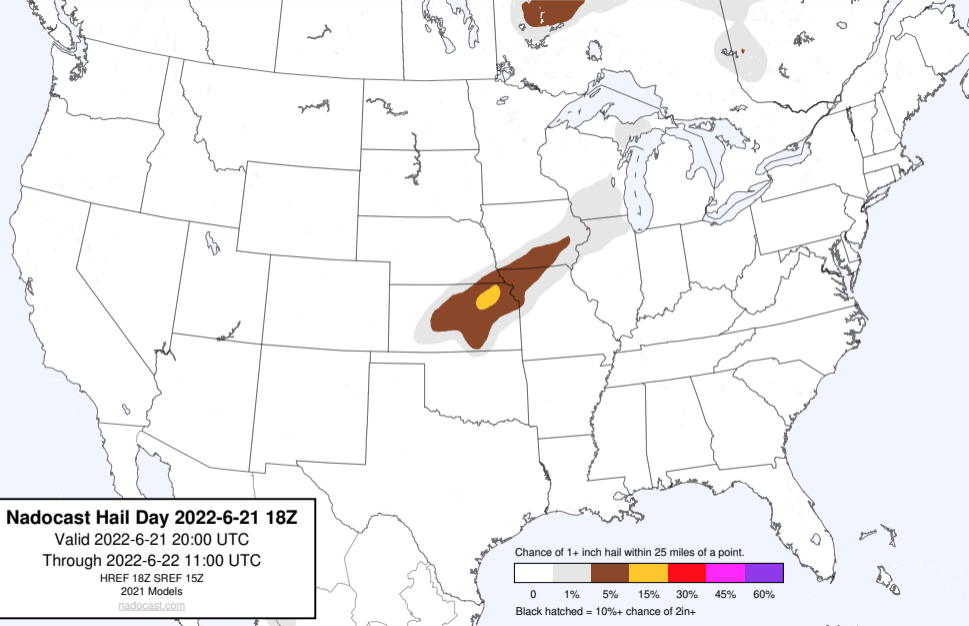 Nadocast Hail Day 2022-6-21 18Z
Valid 2022-6-21 20:00 UTC
Through 2022-6-22 11:00 UTC
HREF 18Z SREF 15Z
2021 Models
nadocast.com
Chance of 1+ inch hail within 25 miles of a point.
0 1% 5% 15% 30% 45% 60%
Black hatched = 10%+ chance of 2in+